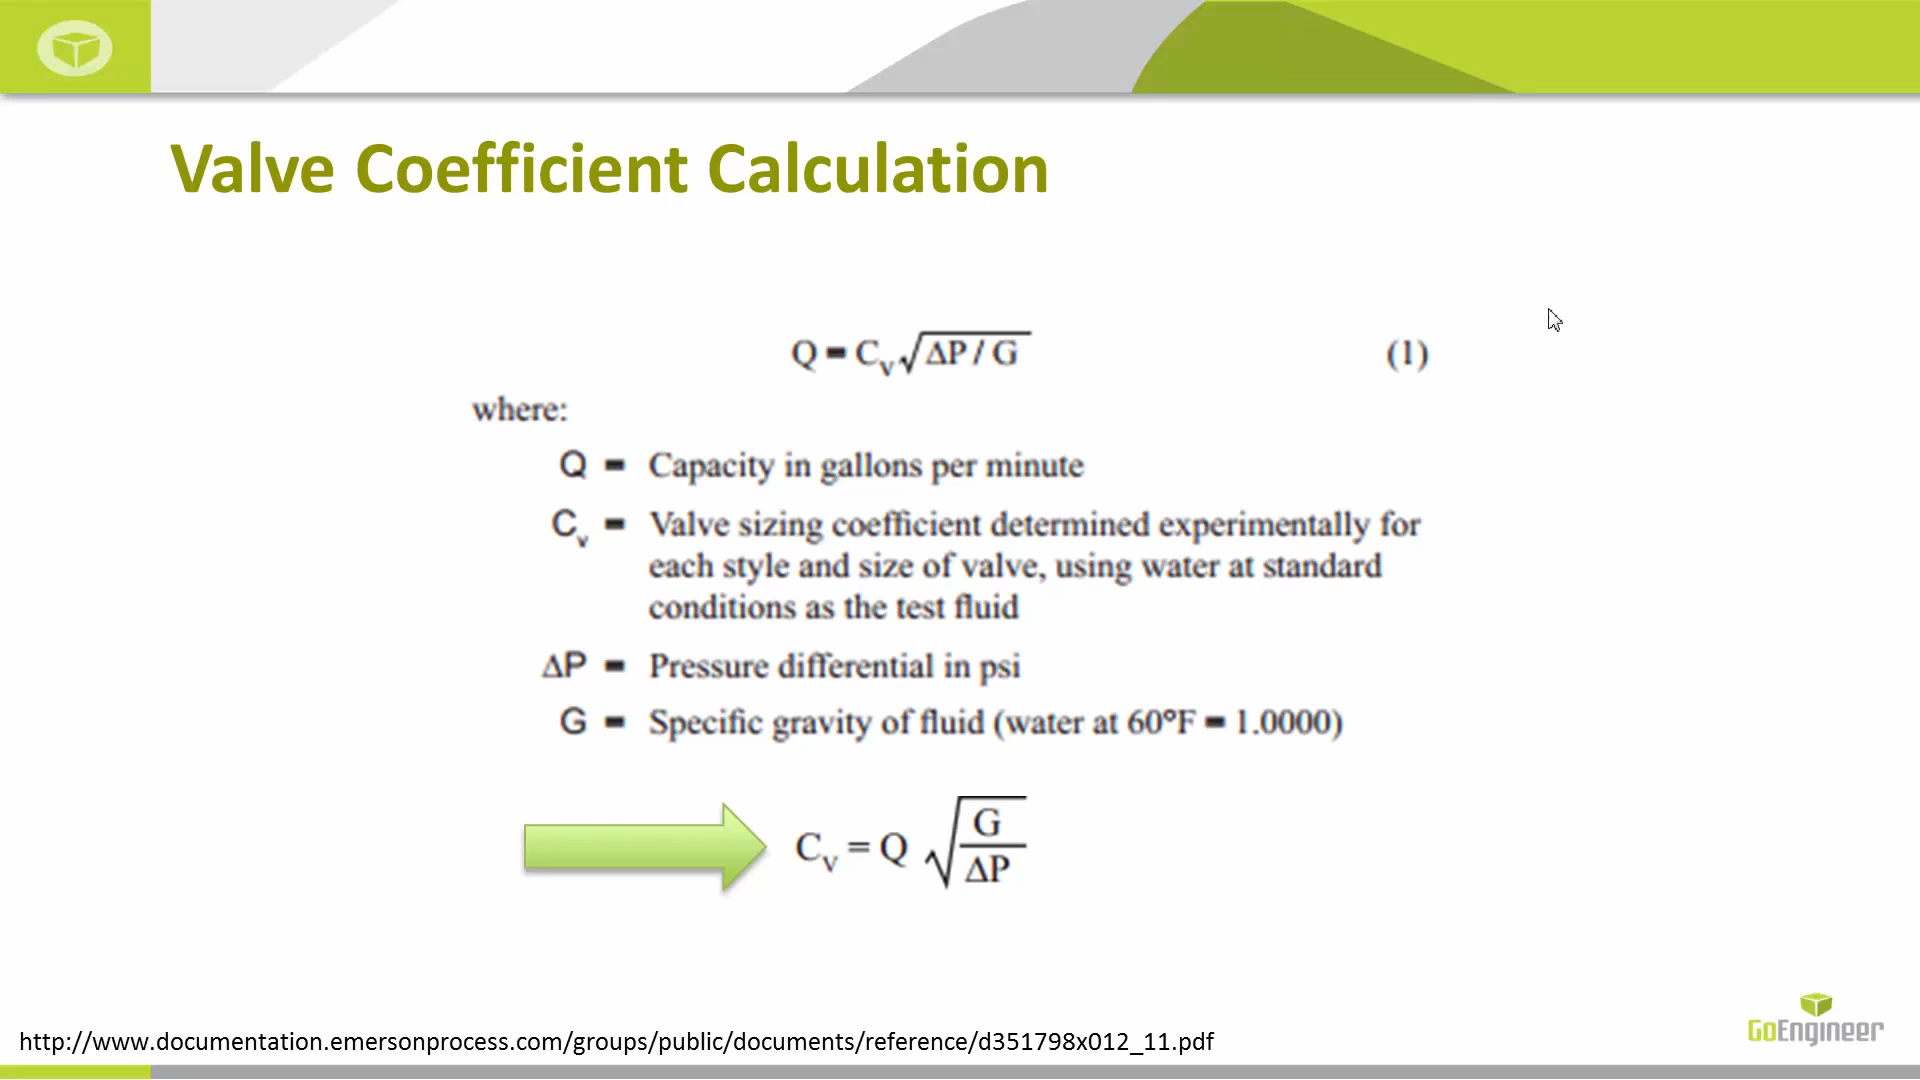 Valve Coefficient Calculation
Q = Cᵥ√ΔP / G (1)
where:
Q = Capacity in gallons per minute
Cᵥ = Valve sizing coefficient determined experimentally for
each style and size of valve, using water at standard
conditions as the test fluid
ΔP = Pressure differential in psi
G = Specific gravity of fluid (water at 60°F = 1.0000)
Cᵥ = Q √G/ΔP
GoEngineer
http://www.documentation.emersonprocess.com/groups/public/documents/reference/d351798x012_11.pdf